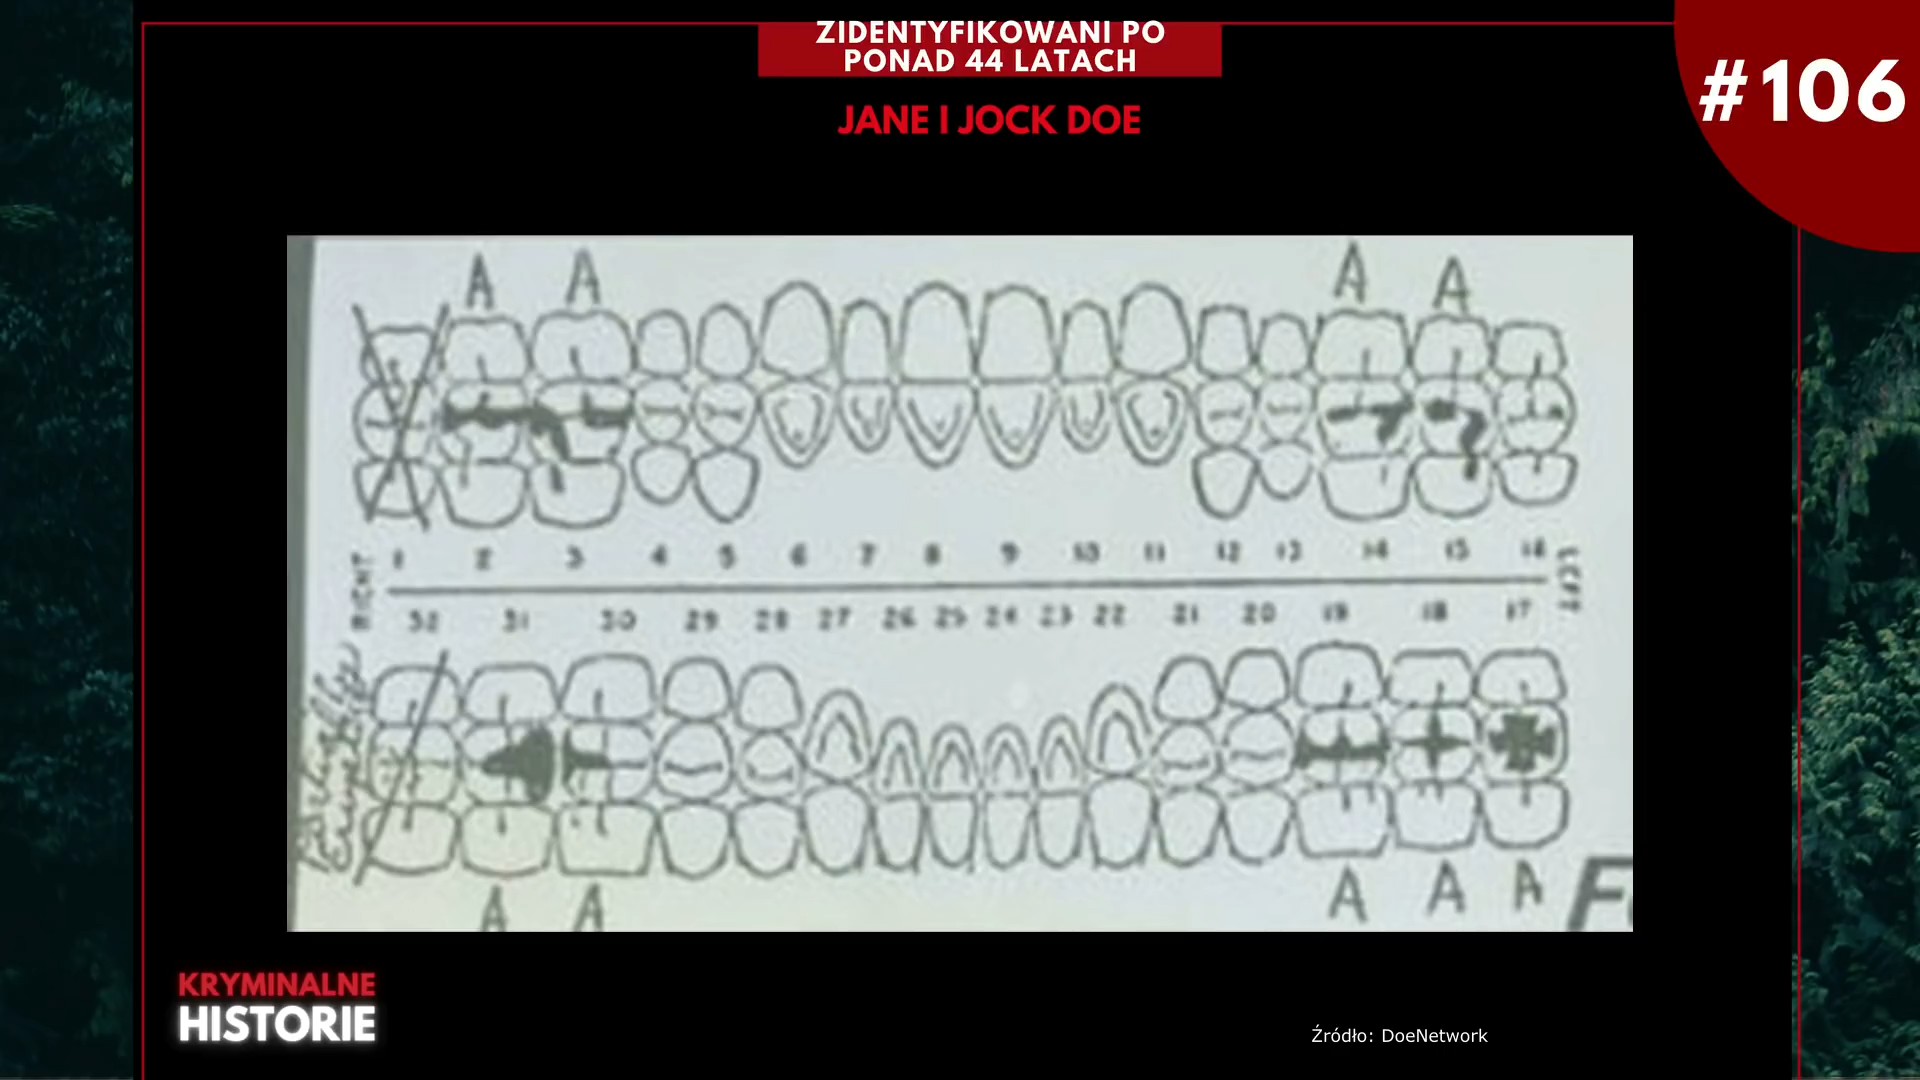 ZIDENTYFIKOWANI PO
PONAD 44 LATACH
#106
JANE I JOCK DOE
A A A A
RIGHT 1 2 3 4 5 6 7 8 9 10 11 12 13 14 15 16 LEFT
32 31 30 29 28 27 26 25 24 23 22 21 20 19 18 17
A A A A A
KRYMINALNE
HISTORIE
Źródło: DoeNetwork